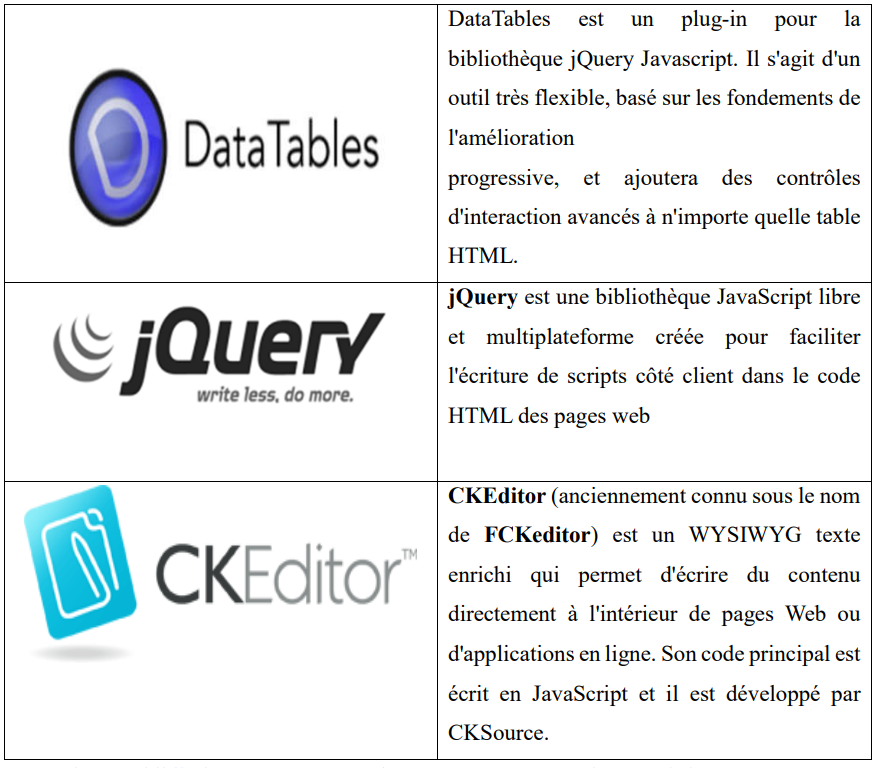 DataTables
DataTables est un plug-in pour la
bibliothèque jQuery Javascript. Il s'agit d'un
outil très flexible, basé sur les fondements de
l'amélioration
progressive, et ajoutera des contrôles
d'interaction avancés à n'importe quelle table
HTML.
jQuery
write less, do more.
jQuery est une bibliothèque JavaScript libre
et multiplateforme créée pour faciliter
l'écriture de scripts côté client dans le code
HTML des pages web
CKEditor™
CKEditor (anciennement connu sous le nom
de FCKeditor) est un WYSIWYG texte
enrichi qui permet d'écrire du contenu
directement à l'intérieur de pages Web ou
d'applications en ligne. Son code principal est
écrit en JavaScript et il est développé par
CKSource.